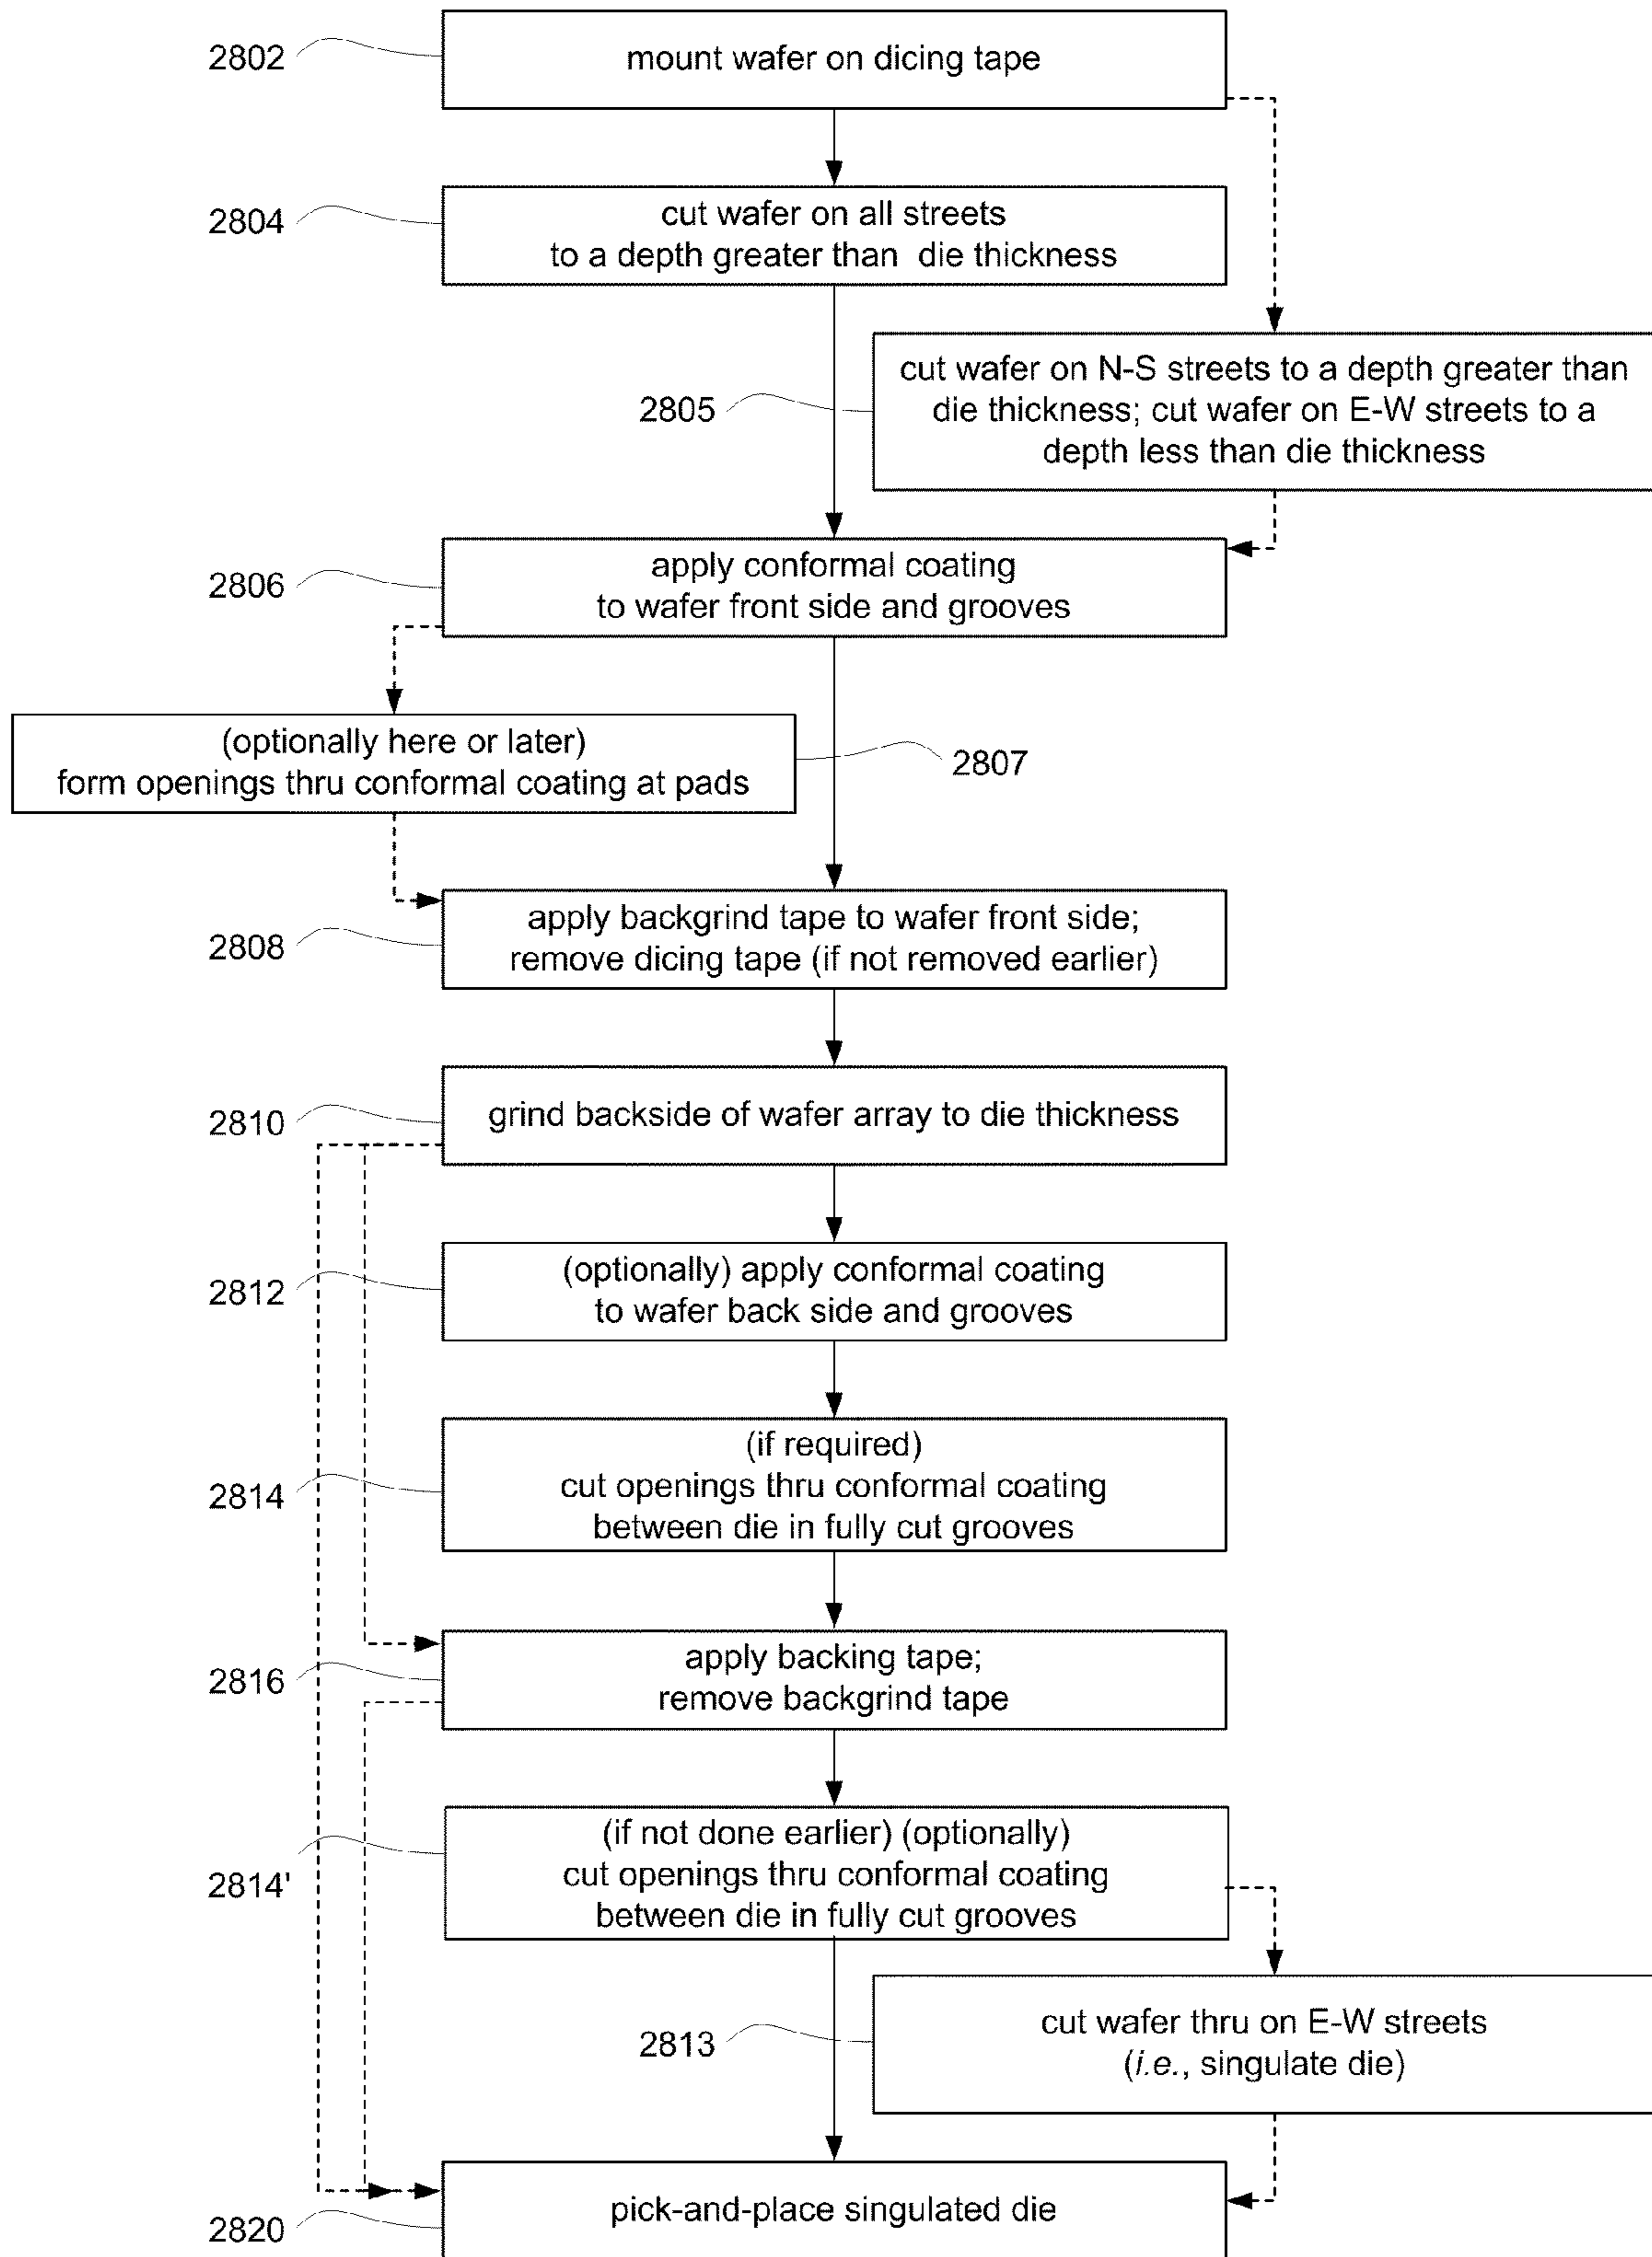 2802
mount wafer on dicing tape
2804
cut wafer on all streets
to a depth greater than die thickness
2805
cut wafer on N-S streets to a depth greater than
die thickness; cut wafer on E-W streets to a
depth less than die thickness
2806
apply conformal coating
to wafer front side and grooves
(optionally here or later)
form openings thru conformal coating at pads
2807
2808
apply backgrind tape to wafer front side;
remove dicing tape (if not removed earlier)
2810
grind backside of wafer array to die thickness
2812
(optionally) apply conformal coating
to wafer back side and grooves
2814
(if required)
cut openings thru conformal coating
between die in fully cut grooves
2816
apply backing tape;
remove backgrind tape
2814'
(if not done earlier) (optionally)
cut openings thru conformal coating
between die in fully cut grooves
2813
cut wafer thru on E-W streets
(i.e., singulate die)
2820
pick-and-place singulated die